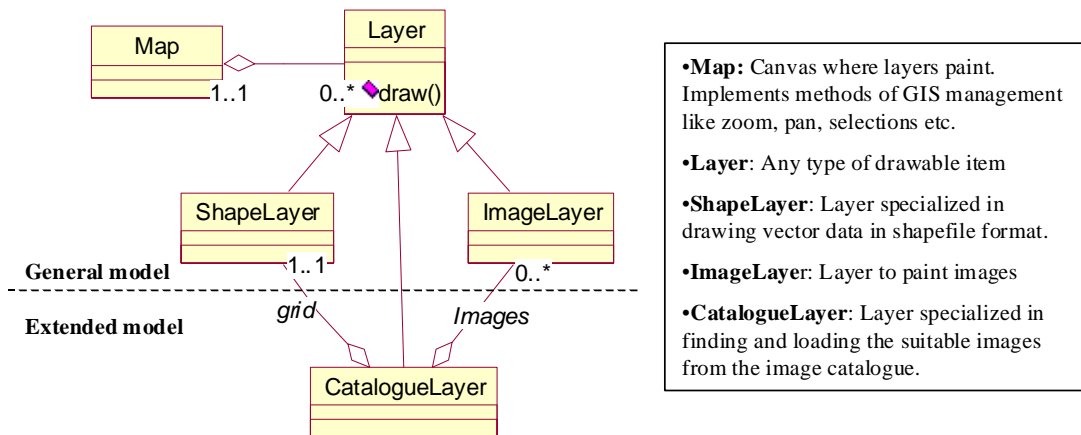 Map
Layer
1..1
0..*
draw()
ShapeLayer
ImageLayer
1..1
0..*
General model
grid
Images
Extended model
CatalogueLayer
•Map: Canvas where layers paint.
Implements methods of GIS management
like zoom, pan, selections etc.
•Layer: Any type of drawable item
•ShapeLayer: Layer specialized in
drawing vector data in shapefile format.
•ImageLayer: Layer to paint images
•CatalogueLayer: Layer specialized in
finding and loading the suitable images
from the image catalogue.